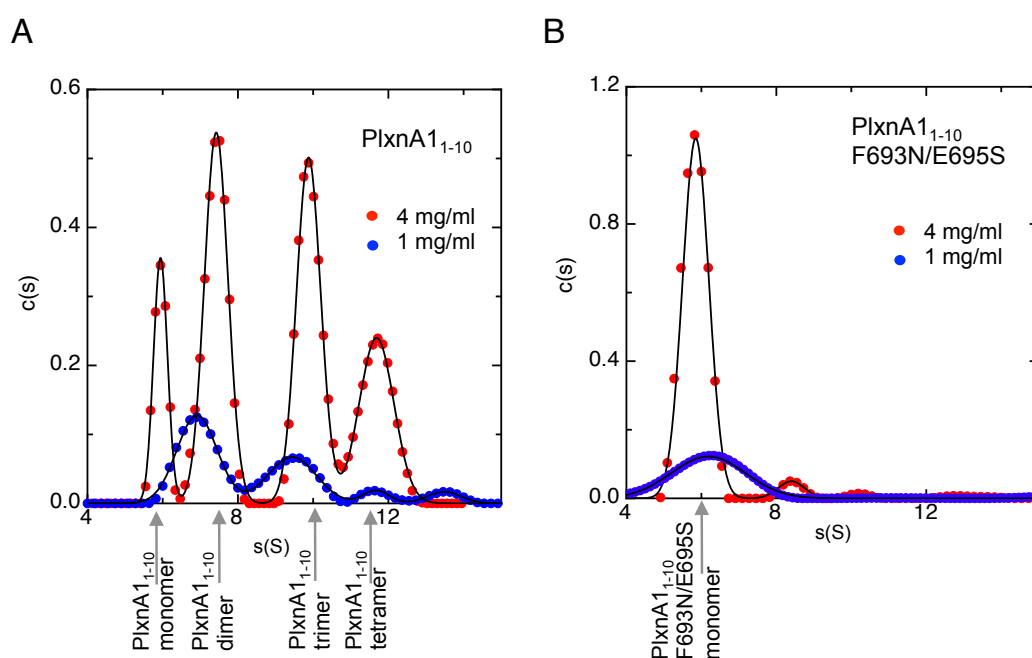 A
0.6
0.4
0.2
0.0
c(s)
PlxnA1₁₋₁₀
4 mg/ml
1 mg/ml
4
8
12
s(S)
PlxnA1₁₋₁₀
monomer
PlxnA1₁₋₁₀
dimer
PlxnA1₁₋₁₀
trimer
PlxnA1₁₋₁₀
tetramer
B
1.2
0.8
0.4
0.0
c(s)
PlxnA1₁₋₁₀
F693N/E695S
4 mg/ml
1 mg/ml
4
8
12
s(S)
PlxnA1₁₋₁₀
F693N/E695S
monomer